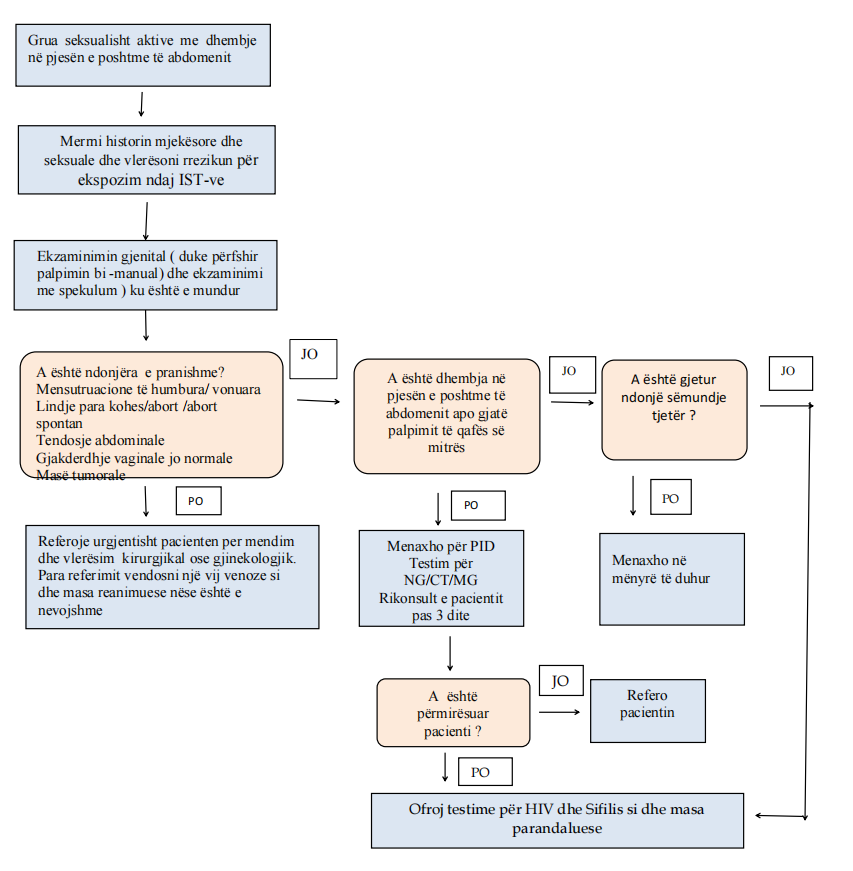 Grua seksualisht aktive me dhembje
në pjesën e poshtme të abdomenit
Mermi historin mjekësore dhe
seksuale dhe vlerësoni rrezikun për
ekspozim ndaj IST-ve
Ekzaminimin gjenital ( duke përfshir
palpimin bi -manual) dhe ekzaminimi
me spekulum ) ku është e mundur
A është ndonjëra e pranishme?
Mensutruacione të humbura/ vonuara
Lindje para kohes/abort /abort
spontan
Tendosje abdominale
Gjakderdhje vaginale jo normale
Masë tumorale
JO
A është dhembja në
pjesën e poshtme të
abdomenit apo gjatë
palpimit të qafës së
mitrës
JO
A është gjetur
ndonjë sëmundje
tjetër ?
JO
PO
PO
PO
Referoje urgjentisht pacienten per mendim
dhe vlerësim kirurgjikal ose gjinekologjik.
Para referimit vendosni një vij venoze si
dhe masa reanimuese nëse është e
nevojshme
Menaxho për PID
Testim për
NG/CT/MG
Rikonsult e pacientit
pas 3 dite
Menaxho në
mënyrë të duhur
A është
përmirësuar
pacienti ?
JO
Refero
pacientin
PO
Ofroj testime për HIV dhe Sifilis si dhe masa
parandaluese